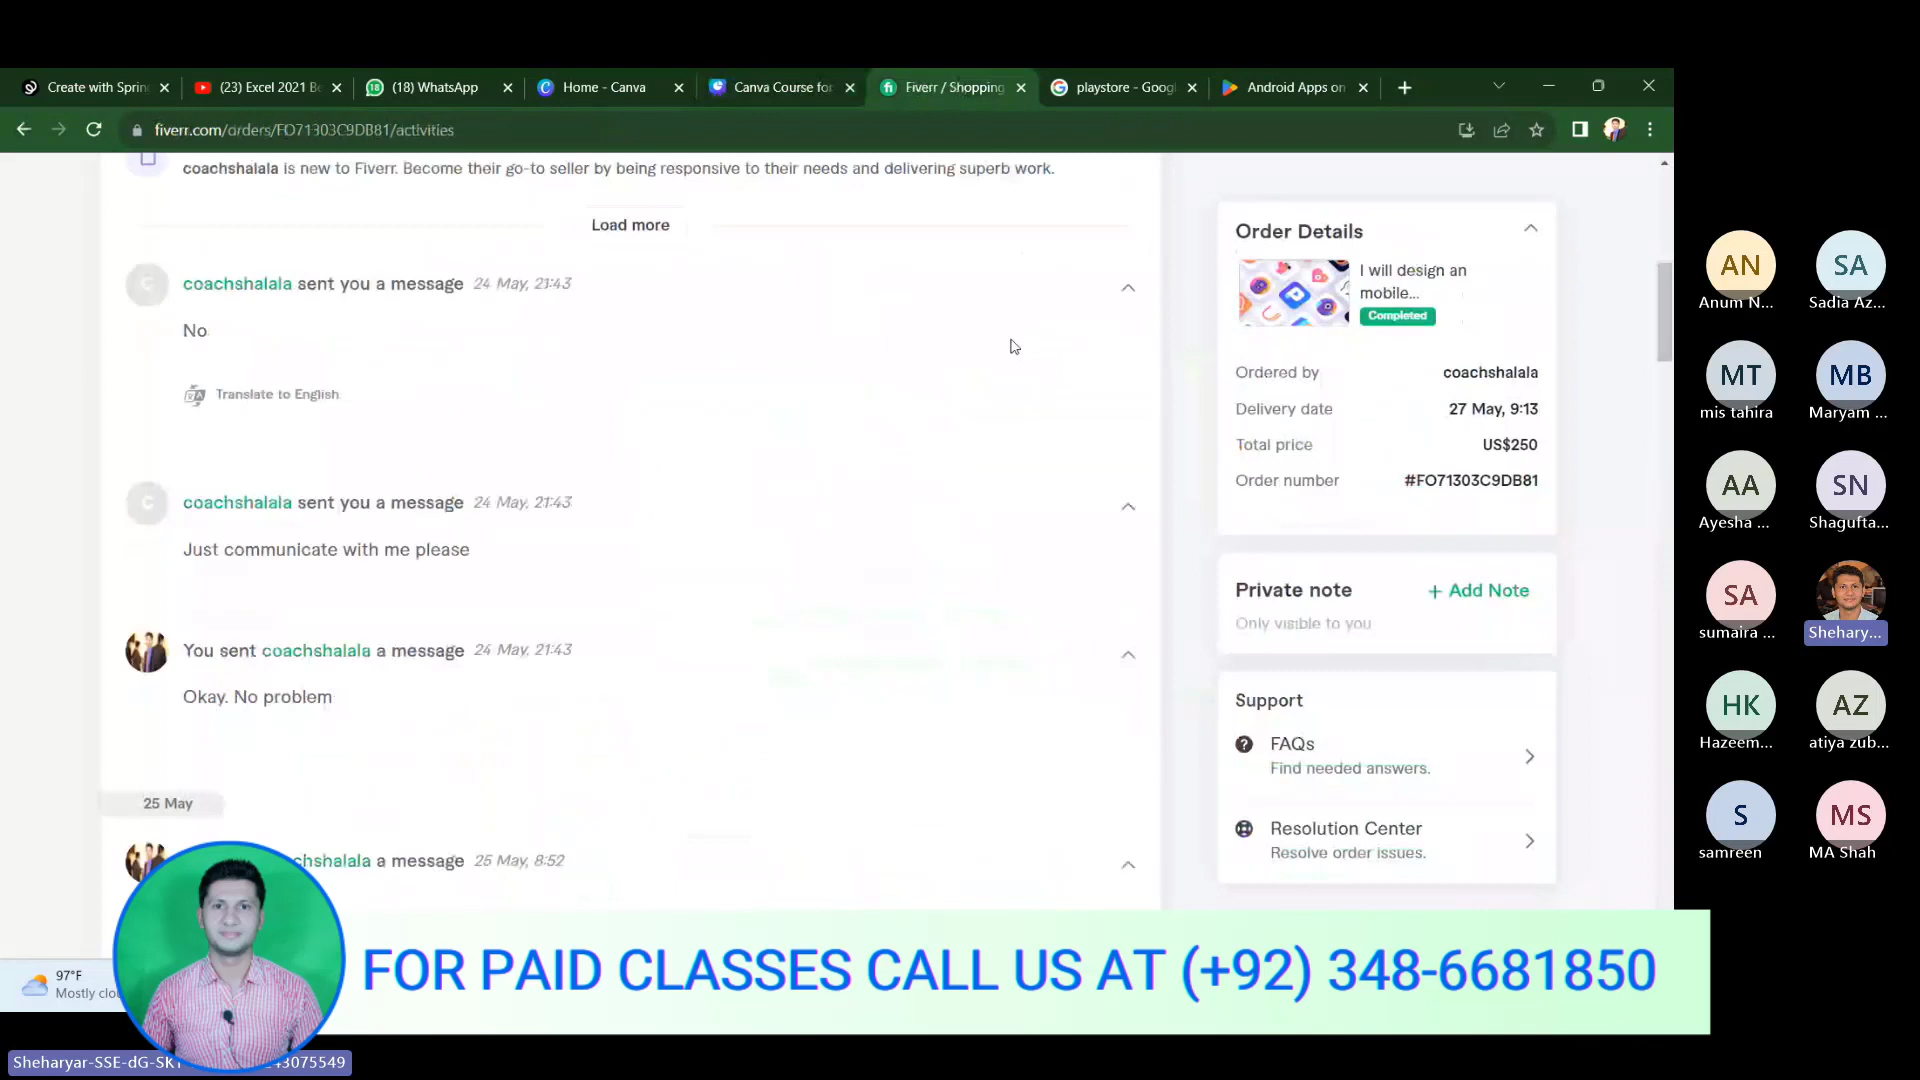 Create with Sprin
(23) Excel 2021 Be
(18) WhatsApp
Home - Canva
Canva Course for
Fiverr / Shopping
playstore - Googl
Android Apps on
fiverr.com/orders/FO71303C9DB81/activities
coachshalala is new to Fiverr. Become their go-to seller by being responsive to their needs and delivering superb work.
Load more
coachshalala sent you a message 24 May, 21:43
No
Translate to English
coachshalala sent you a message 24 May, 21:43
Just communicate with me please
You sent coachshalala a message 24 May, 21:43
Okay. No problem
25 May
chshalala a message 25 May, 8:52
Order Details
I will design an
mobile...
Completed
Ordered by coachshalala
Delivery date 27 May, 9:13
Total price US$250
Order number #FO71303C9DB81
Private note + Add Note
Only visible to you
Support
FAQs
Find needed answers.
Resolution Center
Resolve order issues.
AN SA
Anum N... Sadia Az...
MT MB
mis tahira Maryam ...
AA SN
Ayesha ... Shagufta...
SA
sumaira ... Shehary...
HK AZ
Hazeem... atiya zub...
S MS
samreen MA Shah
97°F
Mostly clou
FOR PAID CLASSES CALL US AT (+92) 348-6681850
Sheharyar-SSE-dG-SK
3075549